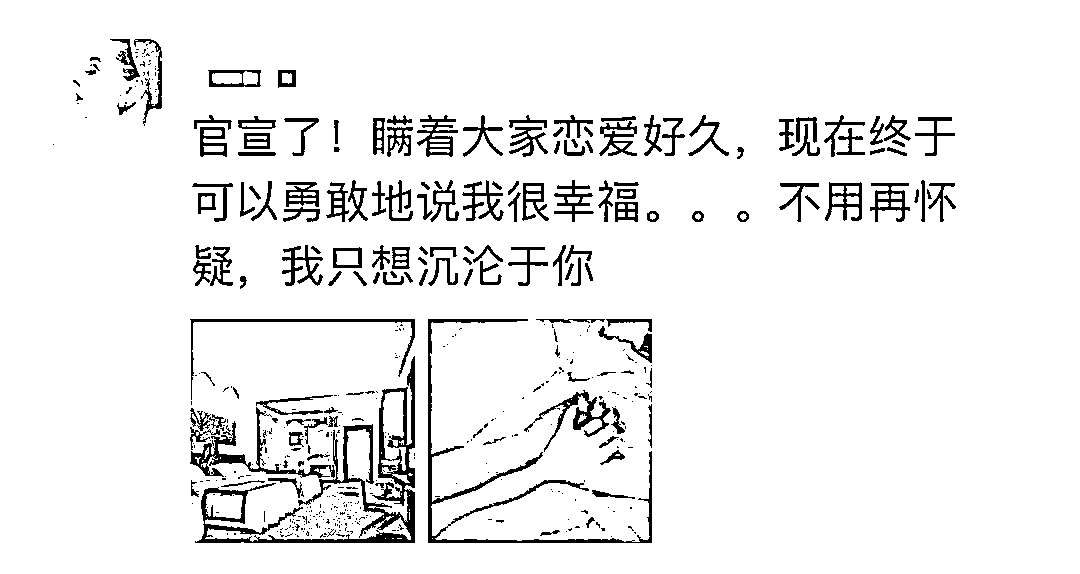 官宣了！瞒着大家恋爱好久，现在终于
可以勇敢地说我很幸福。。。不用再怀
疑，我只想沉沦于你